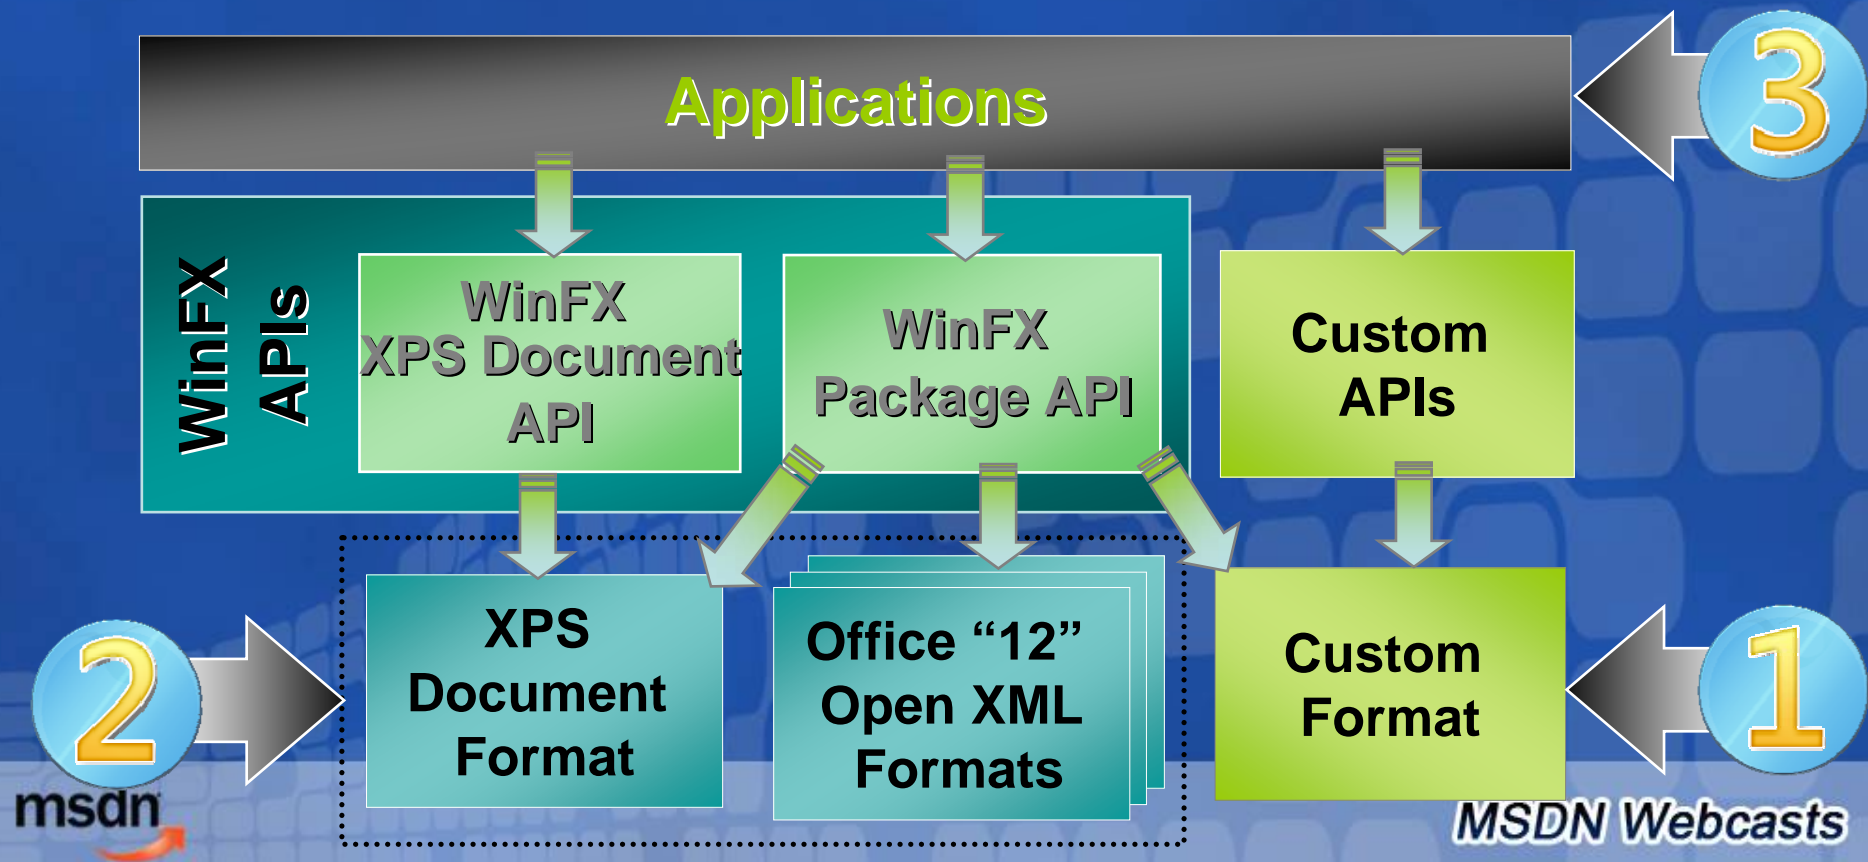 Applications
3
WinFX
APIs
WinFX
XPS Document
API
WinFX
Package API
Custom
APIs
XPS
Document
Format
Office “12”
Open XML
Formats
Custom
Format
2
1
msdn
MSDN Webcasts